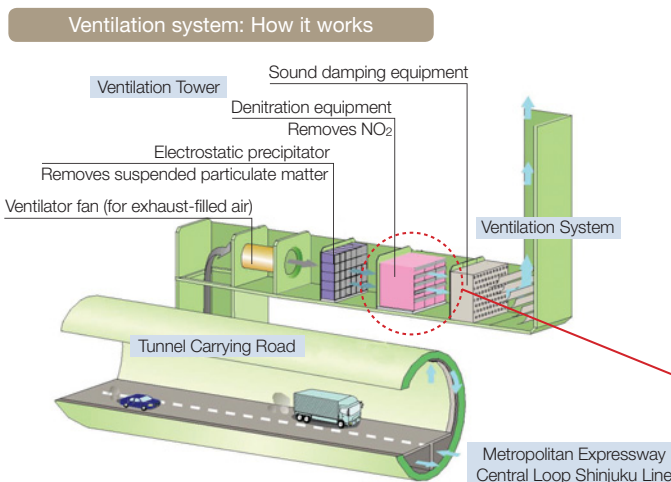 Ventilation system: How it works
Sound damping equipment
Ventilation Tower
Denitration equipment
Removes NO₂
Electrostatic precipitator
Removes suspended particulate matter
Ventilator fan (for exhaust-filled air)
Ventilation System
Tunnel Carrying Road
Metropolitan Expressway
Central Loop Shinjuku Line